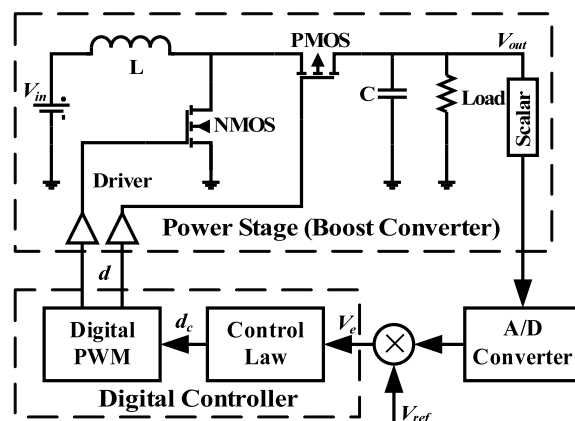 PMOS
V_out
L
V_in
C
Load
Scalar
NMOS
Driver
Power Stage (Boost Converter)
d
Digital
PWM
d_c
Control
Law
V_e
A/D
Converter
Digital Controller
V_ref